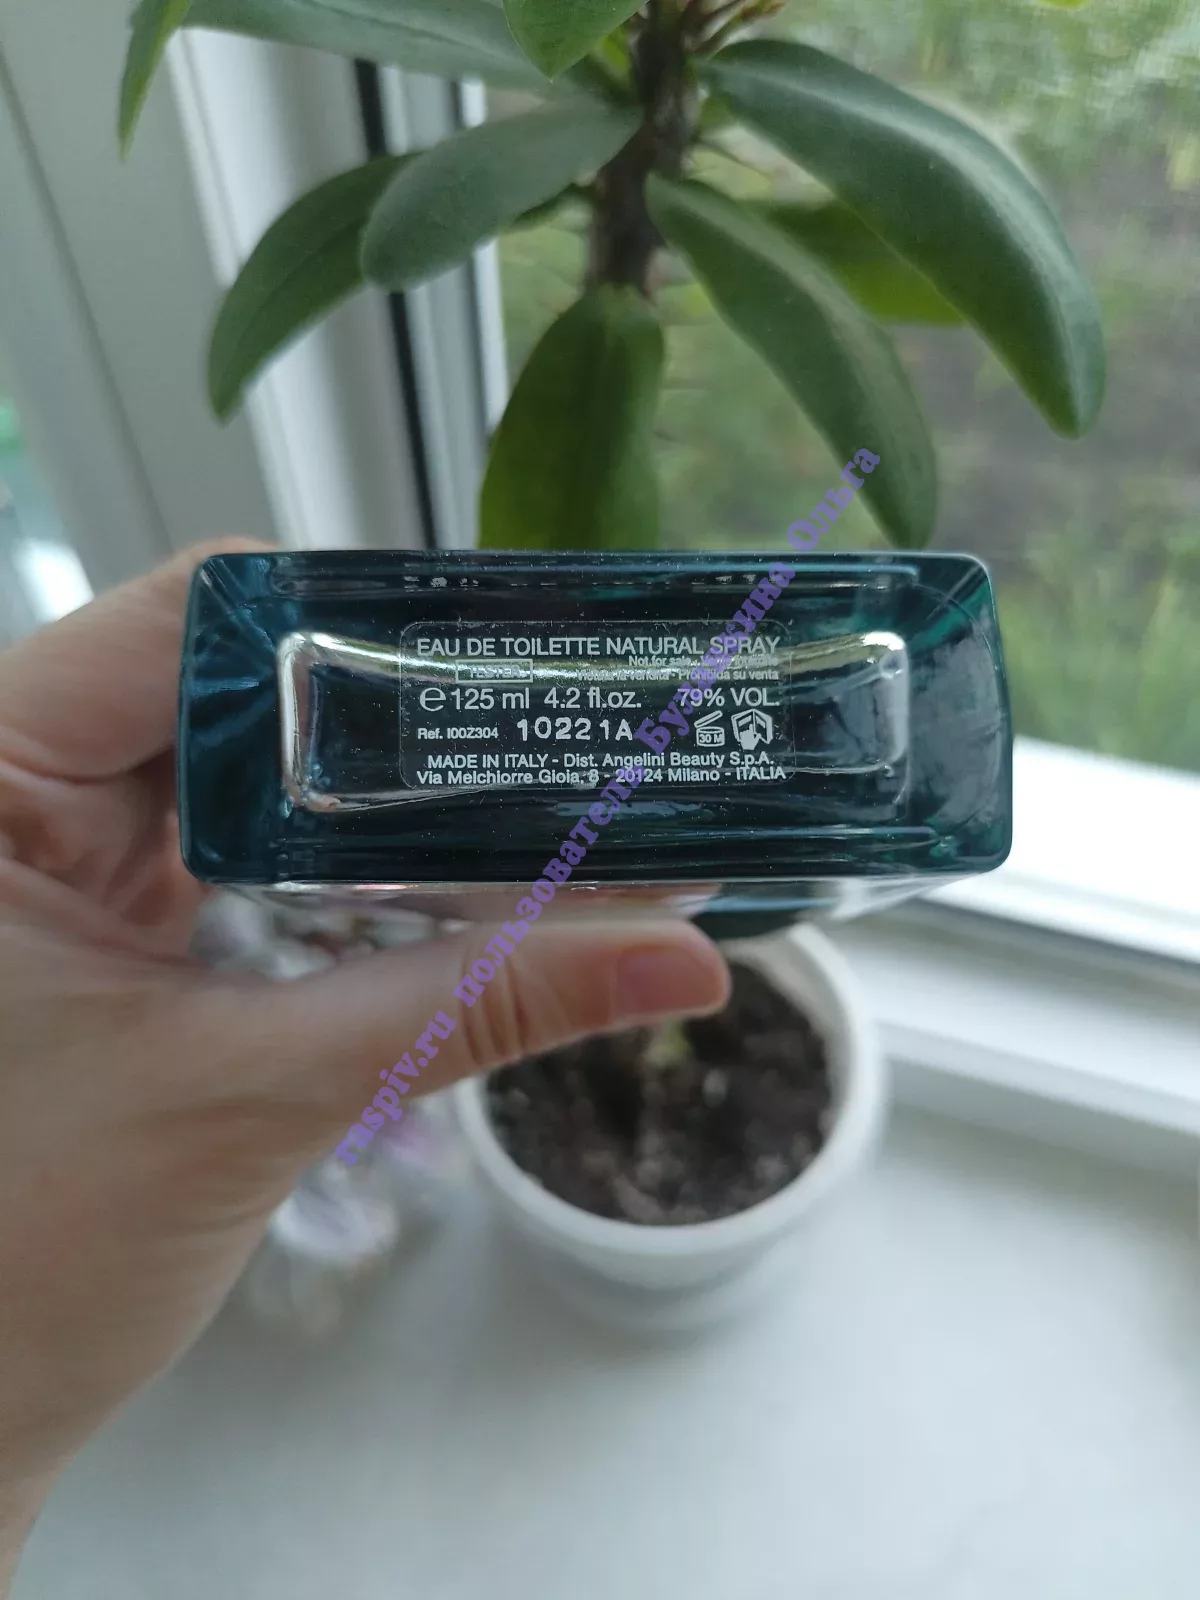 EAU DE TOILETTE NATURAL SPRAY
TESTER Not for sale
Prohibida su venta
e 125 ml 4.2 fl.oz. 79% VOL.
Ref. I00Z304 10221A 30 M
MADE IN ITALY - Dist. Angelini Beauty S.p.A.
Via Melchiorre Gioia, 8 - 20124 Milano - ITALIA
raspiv.ru пользователь Ольга